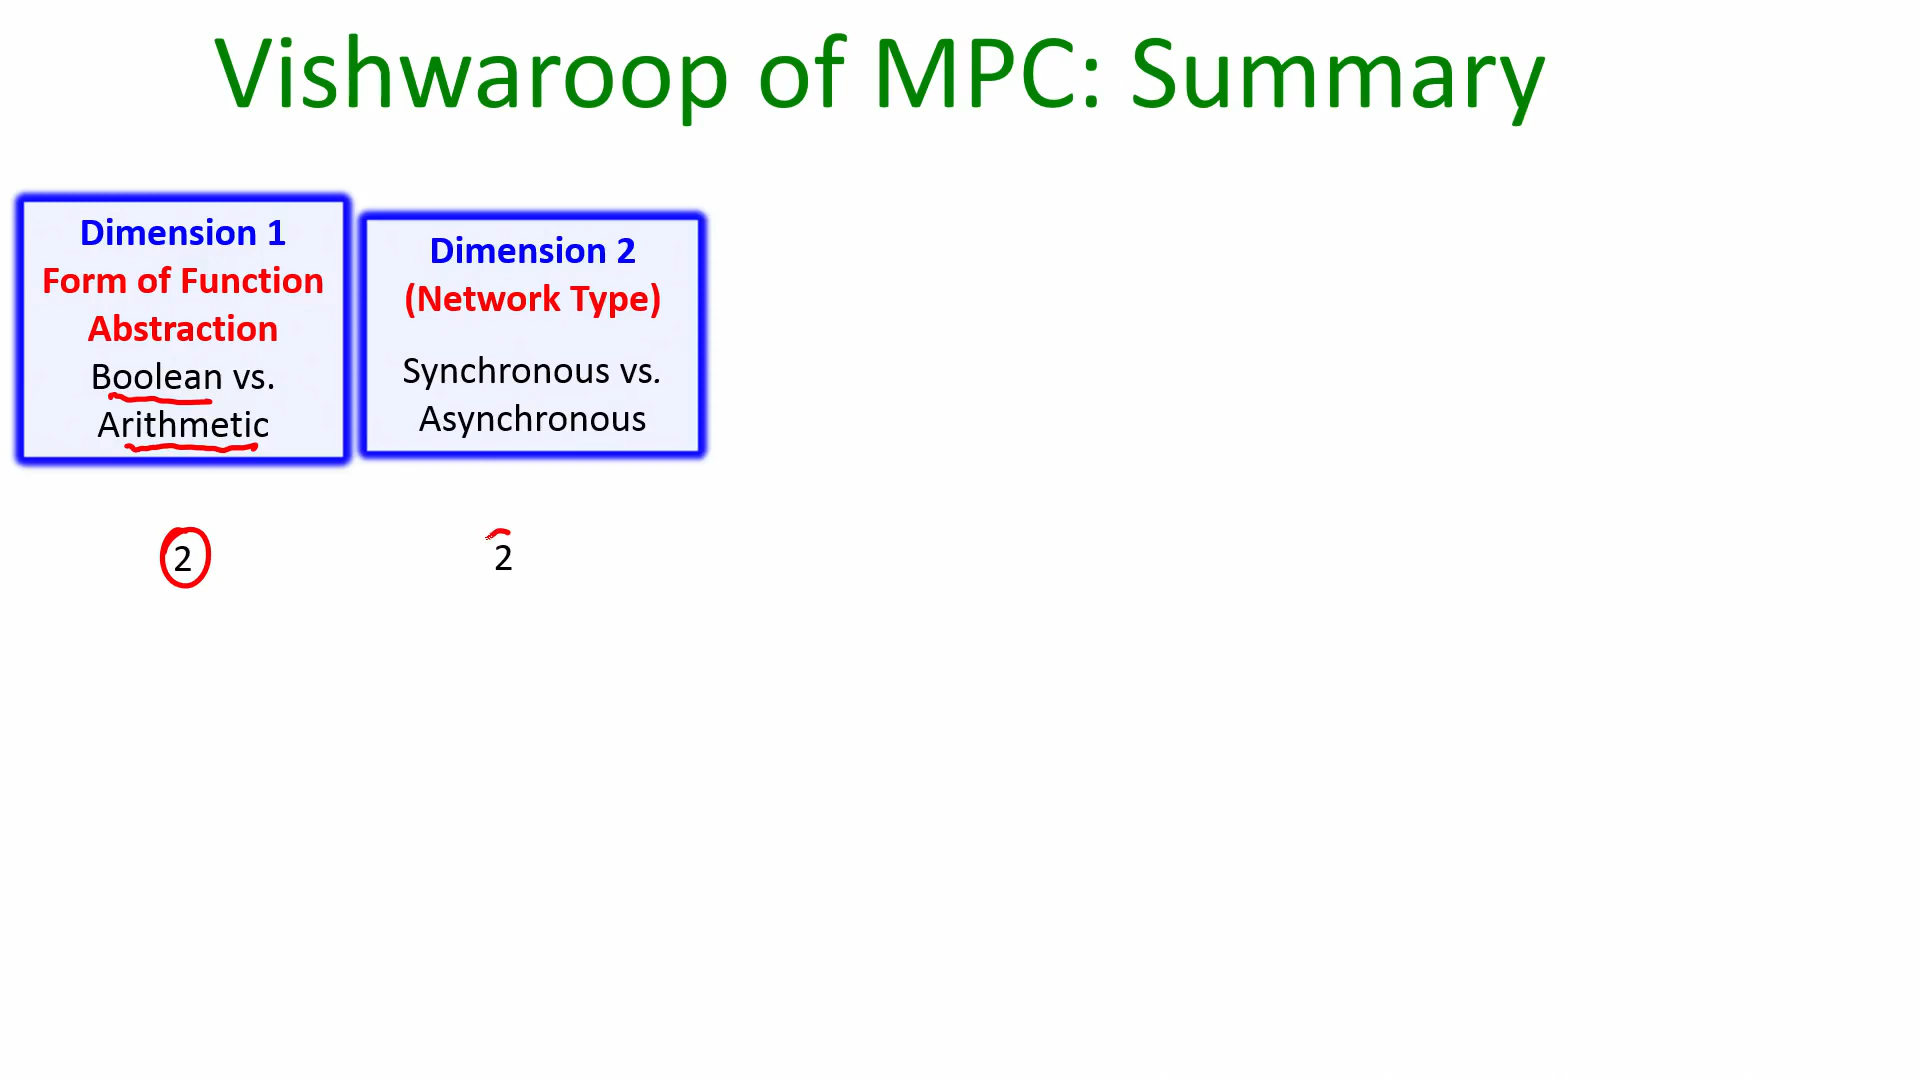 Vishwaroop of MPC: Summary
Dimension 1
Form of Function
Abstraction
Boolean vs.
Arithmetic
Dimension 2
(Network Type)
Synchronous vs.
Asynchronous
2
2